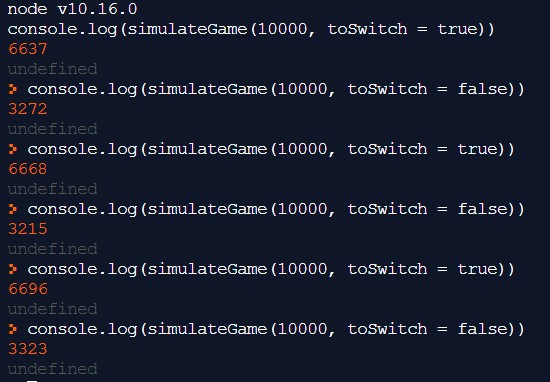 node v10.16.0
console.log(simulateGame(10000, toSwitch = true))
6637
undefined
> console.log(simulateGame(10000, toSwitch = false))
3272
undefined
> console.log(simulateGame(10000, toSwitch = true))
6668
undefined
> console.log(simulateGame(10000, toSwitch = false))
3215
undefined
> console.log(simulateGame(10000, toSwitch = true))
6696
undefined
> console.log(simulateGame(10000, toSwitch = false))
3323
undefined